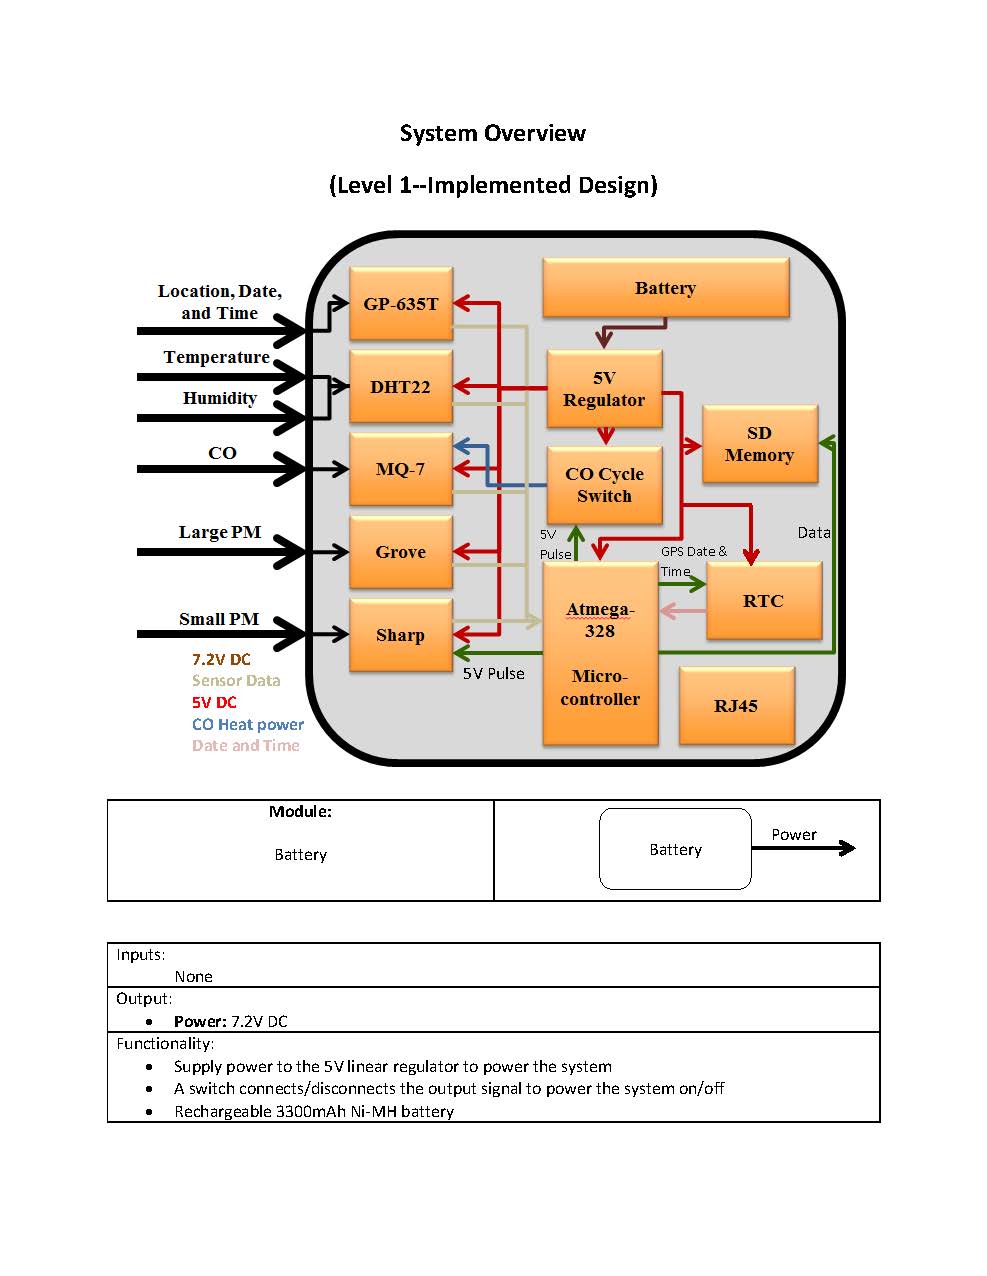 System Overview
(Level 1--Implemented Design)
Location, Date,
and Time
Temperature
Humidity
CO
Large PM
Small PM
7.2V DC
Sensor Data
5V DC
CO Heat power
Date and Time
GP-635T
DHT22
MQ-7
Grove
Sharp
Battery
5V
Regulator
CO Cycle
Switch
SD
Memory
5V
Pulse
GPS Date &
Time
Data
Atmega-
328
Micro-
controller
RTC
RJ45
5V Pulse
Module:
Battery
Battery
Power
Inputs:
None
Output:
• Power: 7.2V DC
Functionality:
• Supply power to the 5V linear regulator to power the system
• A switch connects/disconnects the output signal to power the system on/off
• Rechargeable 3300mAh Ni-MH battery